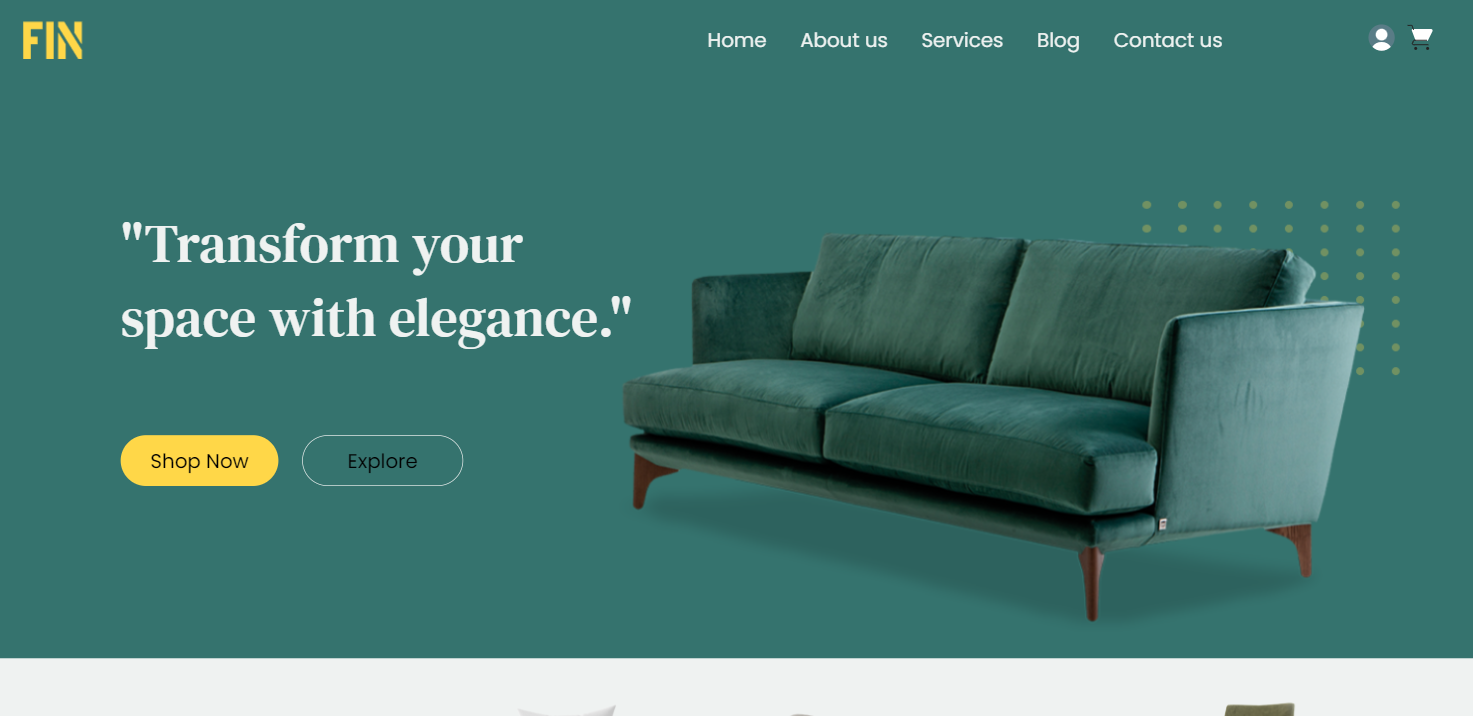 FIN
Home
About us
Services
Blog
Contact us
"Transform your
space with elegance."
Shop Now
Explore